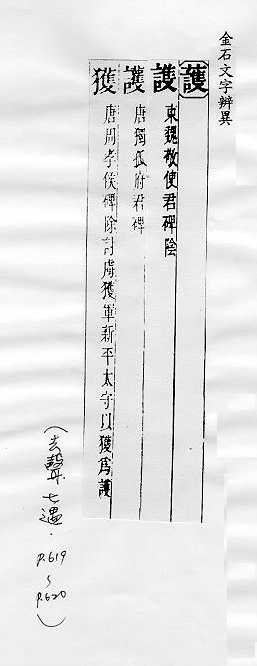 金石文字辨異
護
護 東魏敬使君碑陰
護 唐獨孤府君碑
獲 唐周孝侯碑除討虜獲軍新平太守以獲爲護
(去聲七遇.
p.619
~
p.620)